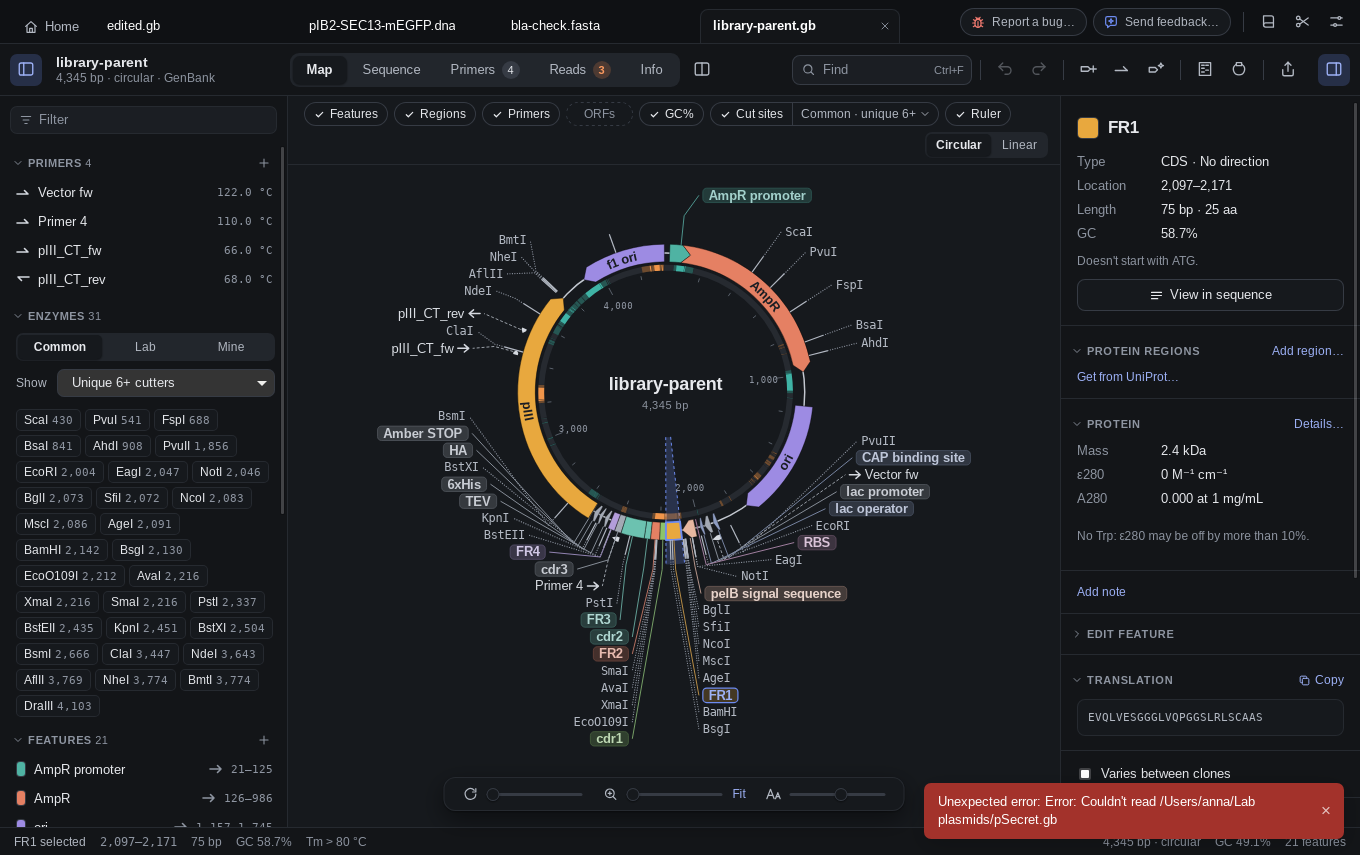 Home
edited.gb
pIB2-SEC13-mEGFP.dna
bla-check.fasta
library-parent.gb
Report a bug…
Send feedback…
library-parent
4,345 bp · circular · GenBank
Map
Sequence
Primers 4
Reads 3
Info
Find
Ctrl+F
Filter
Features
Regions
Primers
ORFs
GC%
Cut sites
Common · unique 6+
Ruler
Circular
Linear
PRIMERS 4
Vector fw 122.0 °C
Primer 4 110.0 °C
pIII_CT_fw 66.0 °C
pIII_CT_rev 68.0 °C
ENZYMES 31
Common
Lab
Mine
Show
Unique 6+ cutters
ScaI 430 PvuI 541 FspI 688
BsaI 841 AhdI 908 PvuII 1,856
EcoRI 2,004 EagI 2,047 NotI 2,046
BglI 2,073 SfiI 2,072 NcoI 2,083
MscI 2,086 AgeI 2,091
BamHI 2,142 BsgI 2,130
EcoO109I 2,212 AvaI 2,216
XmaI 2,216 SmaI 2,216 PstI 2,337
BstEII 2,435 KpnI 2,451 BstXI 2,504
BsmI 2,666 ClaI 3,447 NdeI 3,643
AflII 3,769 NheI 3,774 BmtI 3,774
DraIII 4,103
FEATURES 21
AmpR promoter 21–125
AmpR 126–986
ori 1,157–1,745
AmpR promoter
BmtI
NheI
AflII
NdeI
pIII_CT_rev
ClaI
pIII_CT_fw
ScaI
PvuI
FspI
BsaI
AhdI
f1 ori
AmpR
pIII
ori
4,000
1,000
3,000
2,000
library-parent
4,345 bp
BsmI
Amber STOP
HA
BstXI
6xHis
TEV
KpnI
BstEII
FR4
cdr3
Primer 4
PstI
FR3
cdr2
FR2
SmaI
AvaI
XmaI
EcoO109I
cdr1
PvuII
CAP binding site
Vector fw
lac promoter
lac operator
EcoRI
RBS
EagI
NotI
pelB signal sequence
BglI
SfiI
NcoI
MscI
AgeI
FR1
BamHI
BsgI
Fit
FR1
Type CDS · No direction
Location 2,097–2,171
Length 75 bp · 25 aa
GC 58.7%
Doesn't start with ATG.
View in sequence
PROTEIN REGIONS
Add region…
Get from UniProt…
PROTEIN
Details…
Mass 2.4 kDa
ε280 0 M⁻¹ cm⁻¹
A280 0.000 at 1 mg/mL
No Trp: ε280 may be off by more than 10%.
Add note
EDIT FEATURE
TRANSLATION
Copy
EVQLVESGGGLVQPGGSLRLSCAAS
Varies between clones
Unexpected error: Error: Couldn't read /Users/anna/Lab
plasmids/pSecret.gb
FR1 selected 2,097–2,171 75 bp GC 58.7% Tm > 80 °C
4,345 bp · circular GC 49.1% 21 features